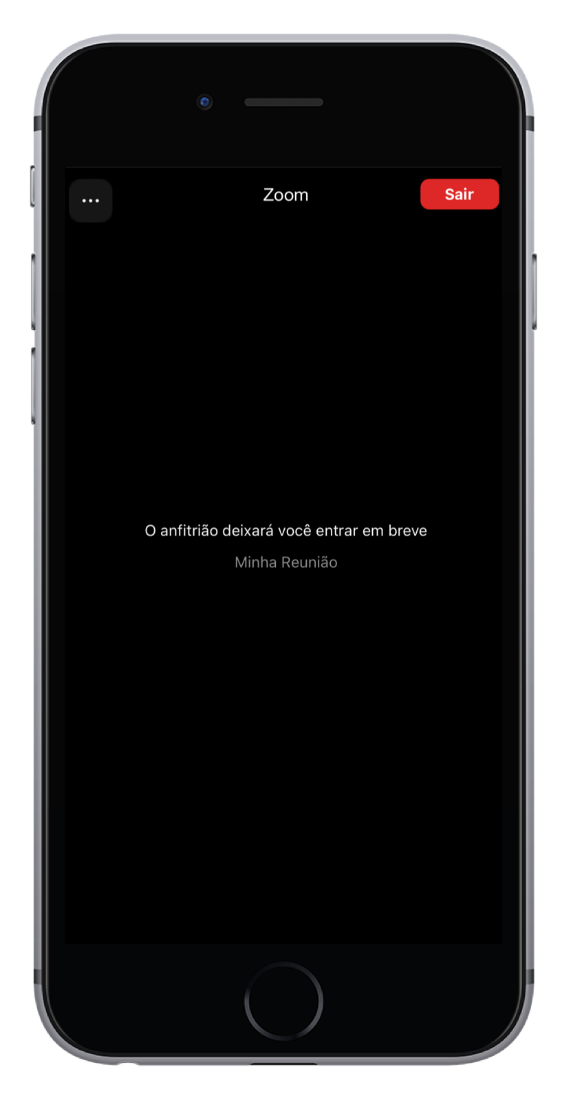 Zoom
Sair
O anfitrião deixará você entrar em breve
Minha Reunião